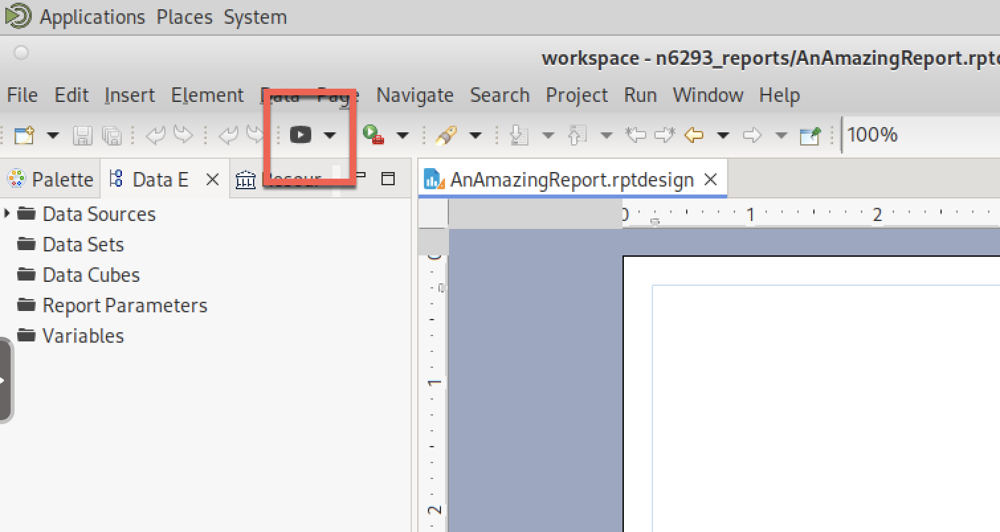 Applications Places System
workspace - n6293_reports/AnAmazingReport.rptd
File Edit Insert Element Data Page Navigate Search Project Run Window Help
100%
Palette Data E Resour
AnAmazingReport.rptdesign
0 1 2
Data Sources
Data Sets
Data Cubes
Report Parameters
Variables
0
1
2